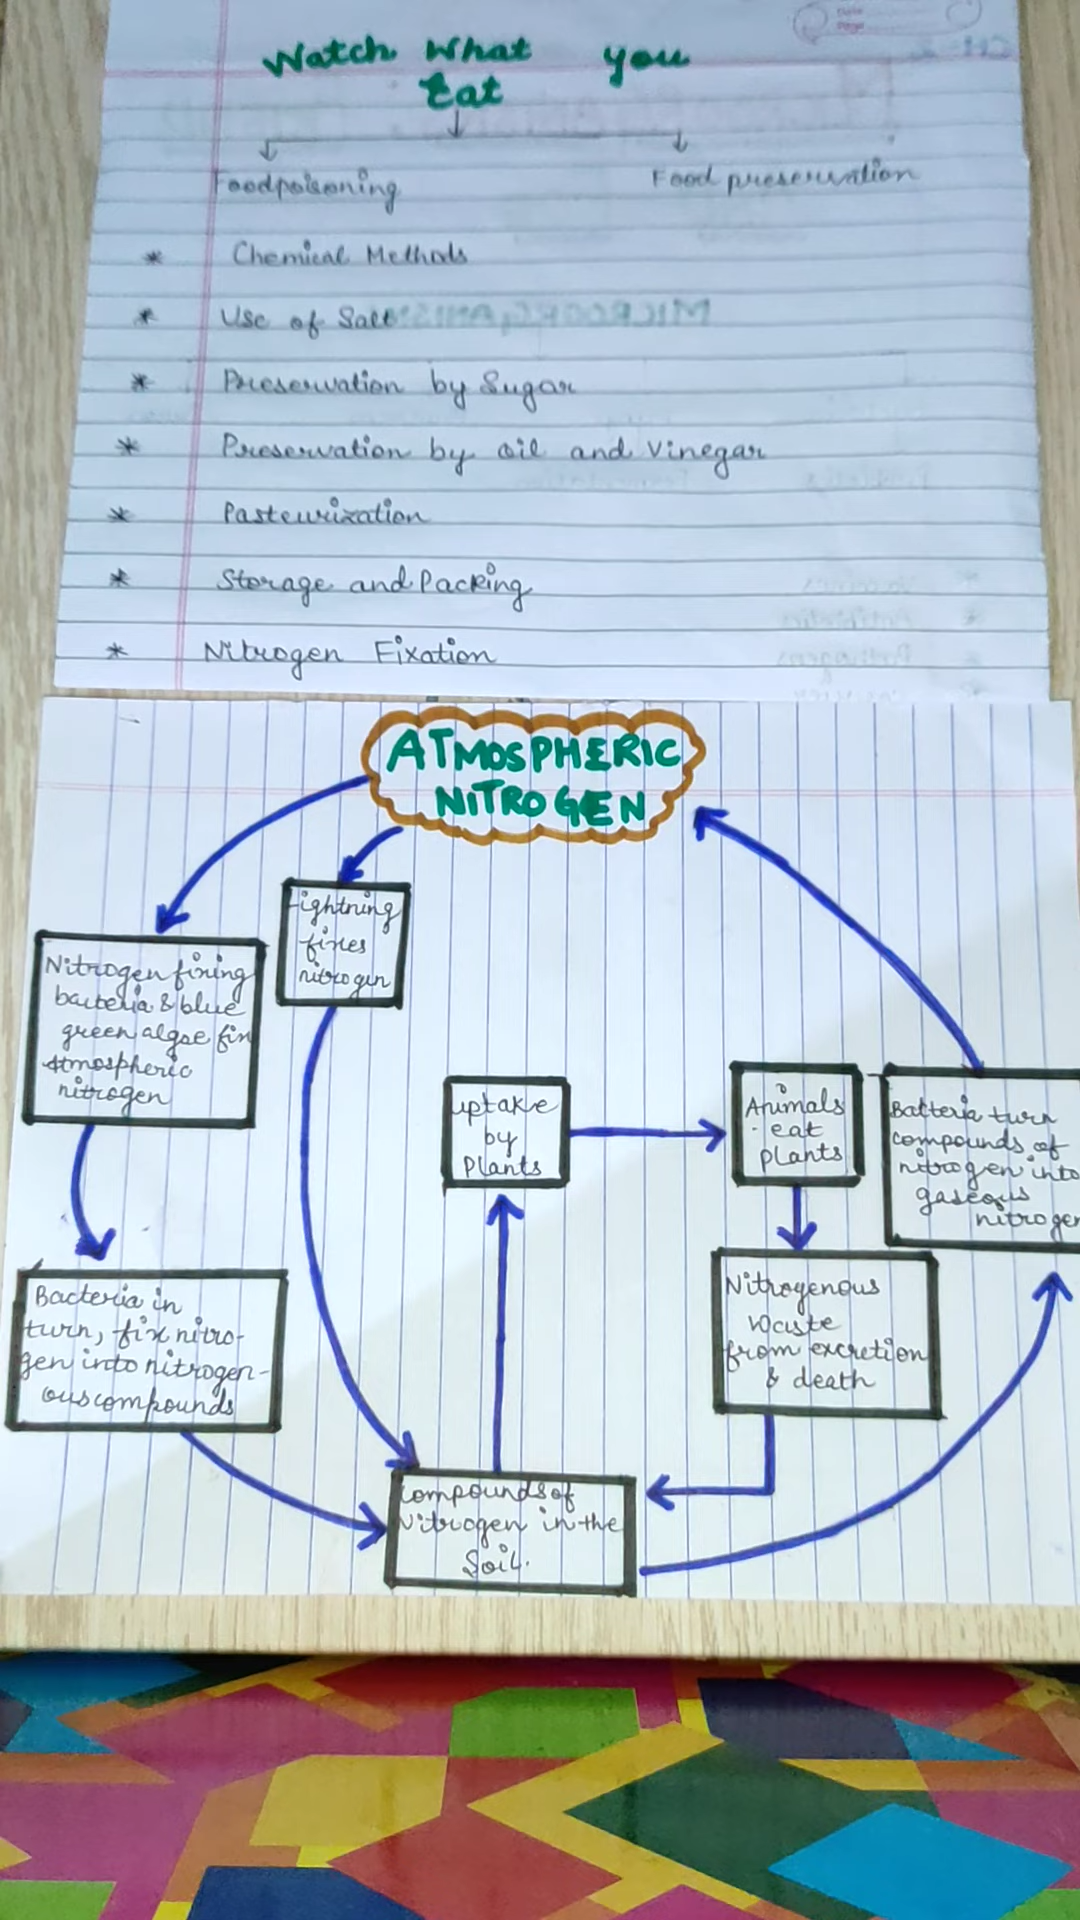 Date
Page
Watch What you
Eat
Foodpoisoning
Food preservation
* Chemical Methods
* Use of Salt
* Preservation by Sugar
* Preservation by oil and Vinegar
* Pasteurization
* Storage and Packing
* Nitrogen Fixation
ATMOSPHERIC
NITROGEN
Lightning
fixes
nitrogen
Nitrogen fixing
bacteria & blue
green algae fix
Atmospheric
nitrogen
uptake
by
Plants
Animals
eat
plants
Bacteria turn
compounds of
nitrogen into
gaseous
nitrogen
Bacteria in
turn, fix nitro-
gen into nitrogen-
ous compounds
Nitrogenous
waste
from excretion
& death
Compounds of
Nitrogen in the
Soil.